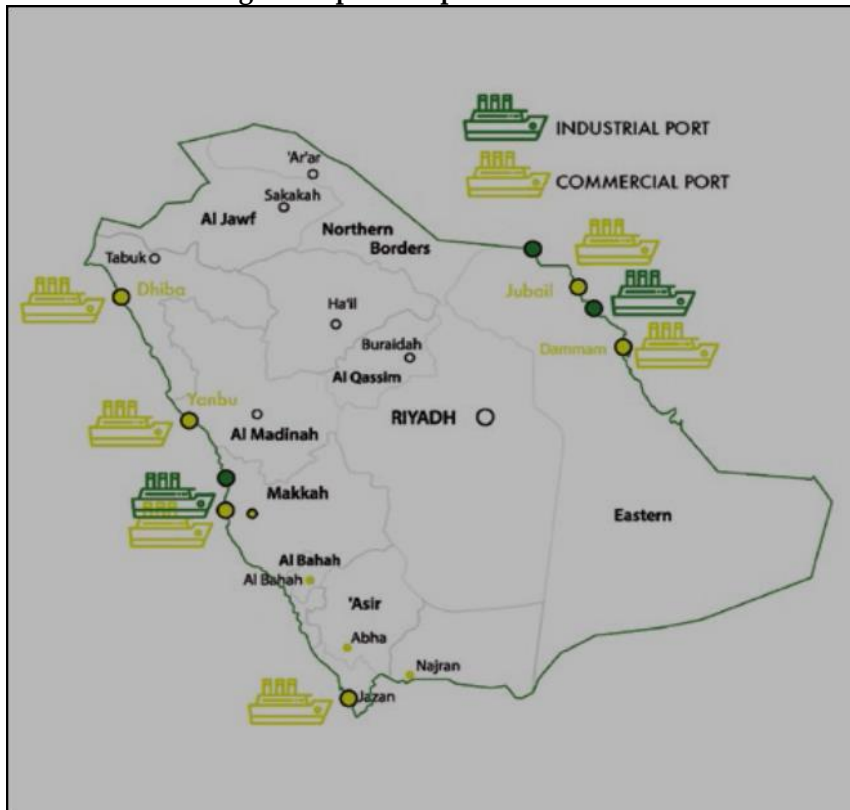 INDUSTRIAL PORT
COMMERCIAL PORT
'Ar'ar
Sakakah
Al Jawf
Northern
Borders
Tabuk
Dhiba
Jubail
Ha'il
Buraidah
Al Qassim
Dammam
Yanbu
Al Madinah
RIYADH
Makkah
Eastern
Al Bahah
Al Bahah
'Asir
Abha
Najran
Jazan